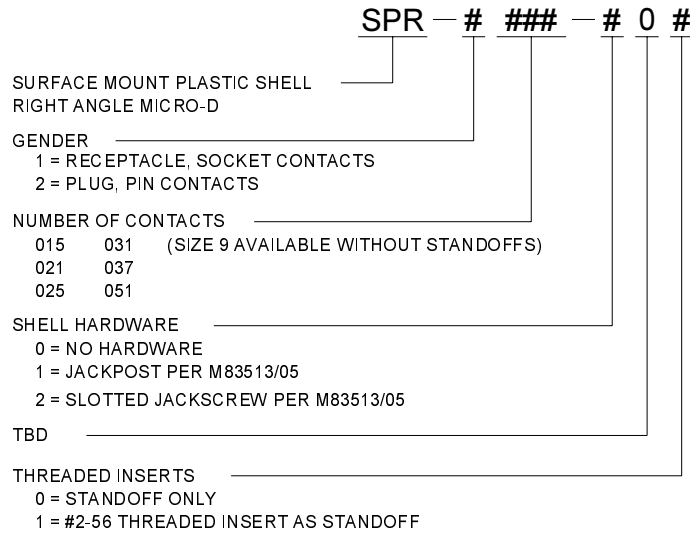 SPR — # ### — # 0 #
SURFACE MOUNT PLASTIC SHELL
RIGHT ANGLE MICRO-D
GENDER
1 = RECEPTACLE, SOCKET CONTACTS
2 = PLUG, PIN CONTACTS
NUMBER OF CONTACTS
015 031 (SIZE 9 AVAILABLE WITHOUT STANDOFFS)
021 037
025 051
SHELL HARDWARE
0 = NO HARDWARE
1 = JACKPOST PER M83513/05
2 = SLOTTED JACKSCREW PER M83513/05
TBD
THREADED INSERTS
0 = STANDOFF ONLY
1 = #2-56 THREADED INSERT AS STANDOFF